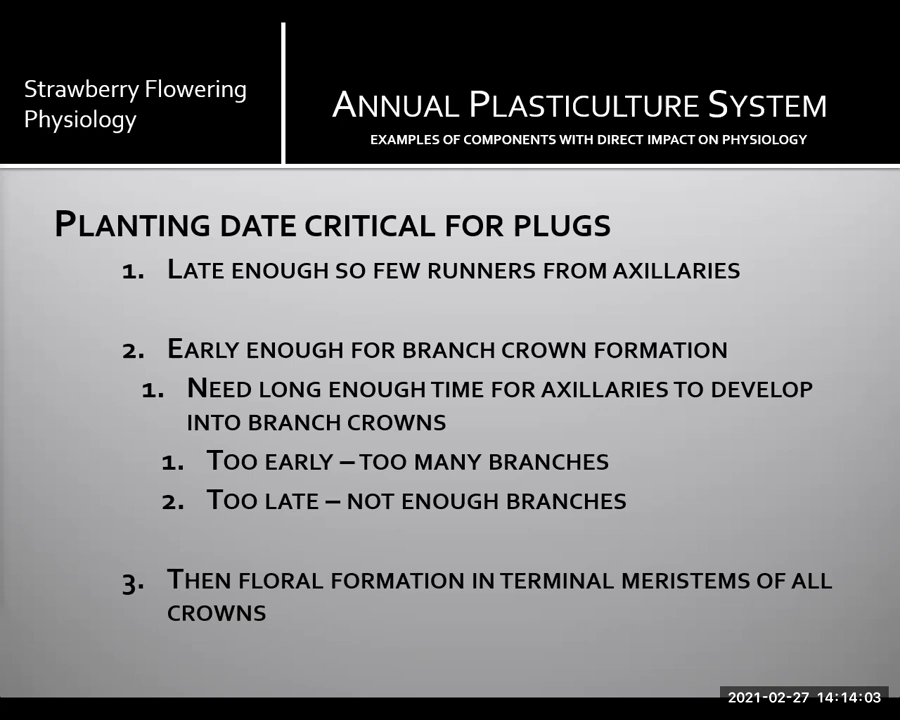 Strawberry Flowering
Physiology
ANNUAL PLASTICULTURE SYSTEM
EXAMPLES OF COMPONENTS WITH DIRECT IMPACT ON PHYSIOLOGY
PLANTING DATE CRITICAL FOR PLUGS
1. LATE ENOUGH SO FEW RUNNERS FROM AXILLARIES
2. EARLY ENOUGH FOR BRANCH CROWN FORMATION
1. NEED LONG ENOUGH TIME FOR AXILLARIES TO DEVELOP
INTO BRANCH CROWNS
1. TOO EARLY – TOO MANY BRANCHES
2. TOO LATE – NOT ENOUGH BRANCHES
3. THEN FLORAL FORMATION IN TERMINAL MERISTEMS OF ALL
CROWNS
2021-02-27 14:14:03